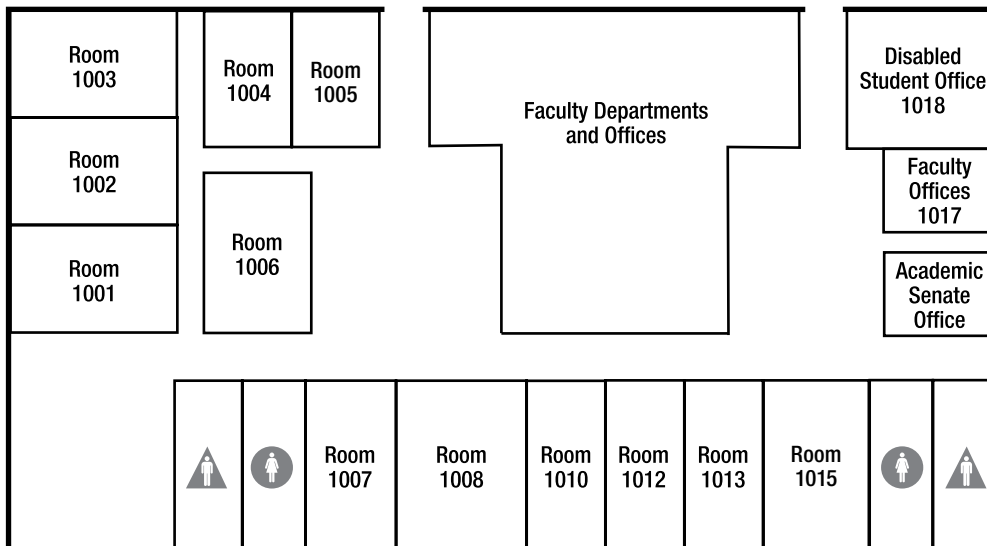 Room
1003
Room
1004
Room
1005
Faculty Departments
and Offices
Disabled
Student Office
1018
Room
1002
Faculty
Offices
1017
Room
1006
Room
1001
Academic
Senate
Office
Room
1007
Room
1008
Room
1010
Room
1012
Room
1013
Room
1015